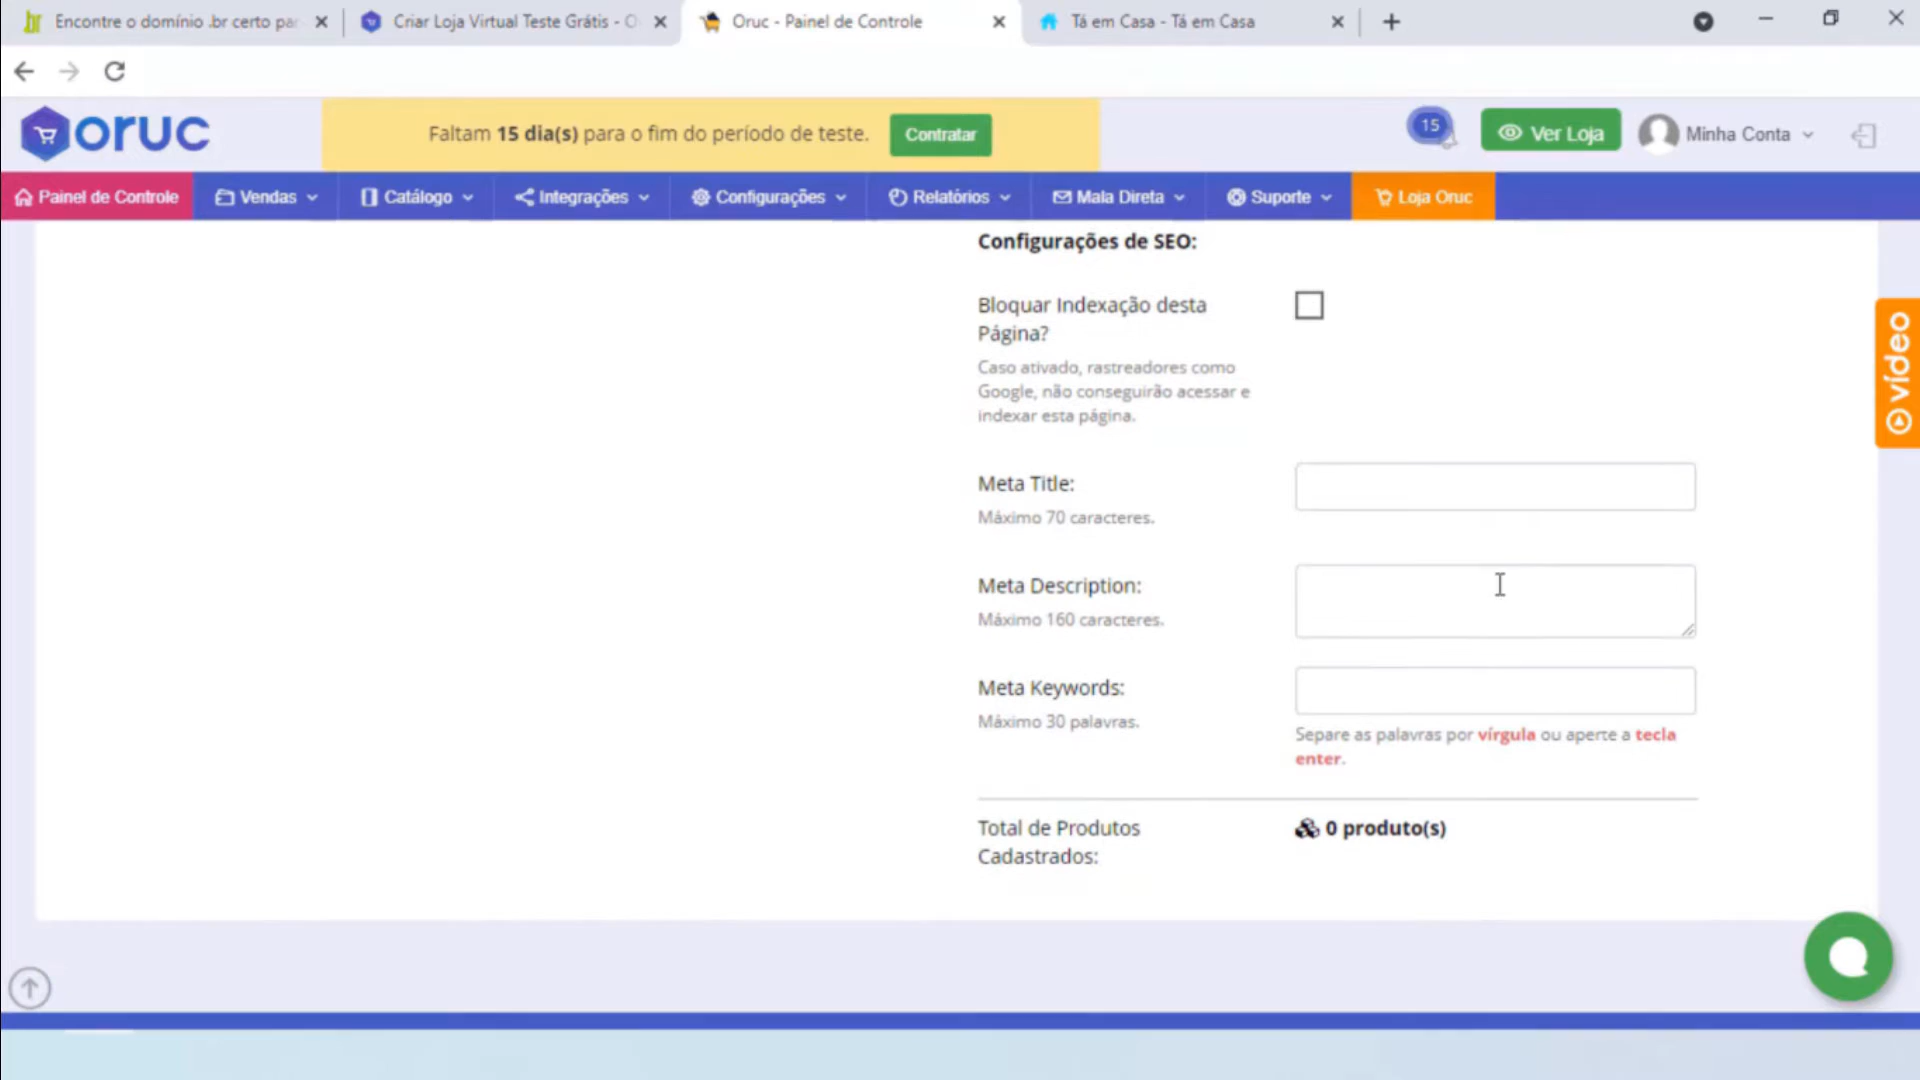 Encontre o domínio .br certo par
Criar Loja Virtual Teste Grátis - O
Oruc - Painel de Controle
Tá em Casa - Tá em Casa
oruc
Faltam 15 dia(s) para o fim do período de teste.
Contratar
15
Ver Loja
Minha Conta
Painel de Controle
Vendas
Catálogo
Integrações
Configurações
Relatórios
Mala Direta
Suporte
Loja Oruc
Configurações de SEO:
Bloquar Indexação desta
Página?
Caso ativado, rastreadores como
Google, não conseguirão acessar e
indexar esta página.
vídeo
Meta Title:
Máximo 70 caracteres.
Meta Description:
Máximo 160 caracteres.
Meta Keywords:
Máximo 30 palavras.
Separe as palavras por vírgula ou aperte a tecla
enter.
Total de Produtos
Cadastrados:
0 produto(s)